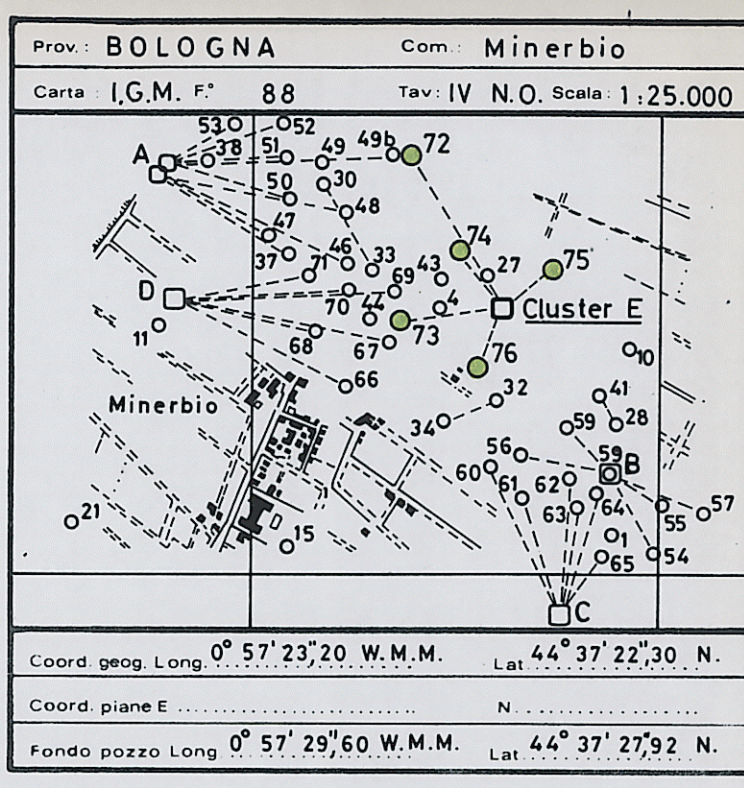 Prov.: BOLOGNA Com.: Minerbio
Carta : I.G.M. F.° 88 Tav: IV N.O. Scala: 1:25.000
53 52
A 38 51 49 49b 72
30
50 48
47 74
37 71 46 33 69 43 27 75
D 70 44 73 4 Cluster E
11 68 67 76 10
66
Minerbio 32 41
34 59 28
56 59 B
60 61 62 64 57
63 55
21 15 1 54
65
C
Coord. geog. Long. 0° 57' 23",20 W.M.M. Lat. 44° 37' 22",30 N.
Coord. piane E ........................... N.....................
Fondo pozzo Long 0° 57' 29",60 W.M.M. Lat. 44° 37' 27",92 N.